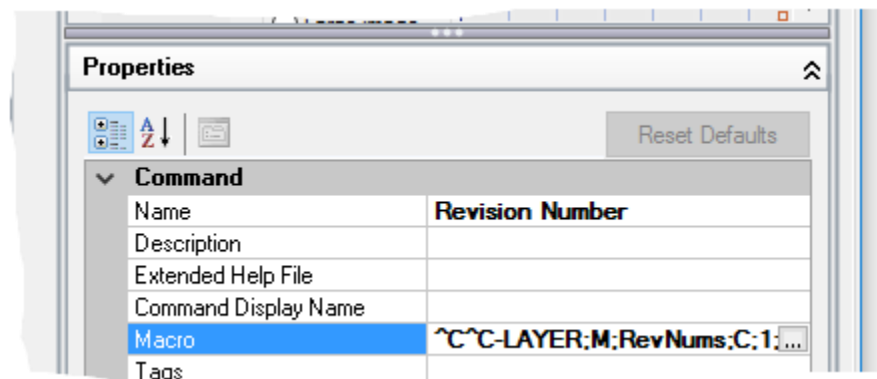 Properties
Reset Defaults
Command
Name Revision Number
Description
Extended Help File
Command Display Name
Macro ^C^C-LAYER;M;RevNums;C;1; ...
Tags